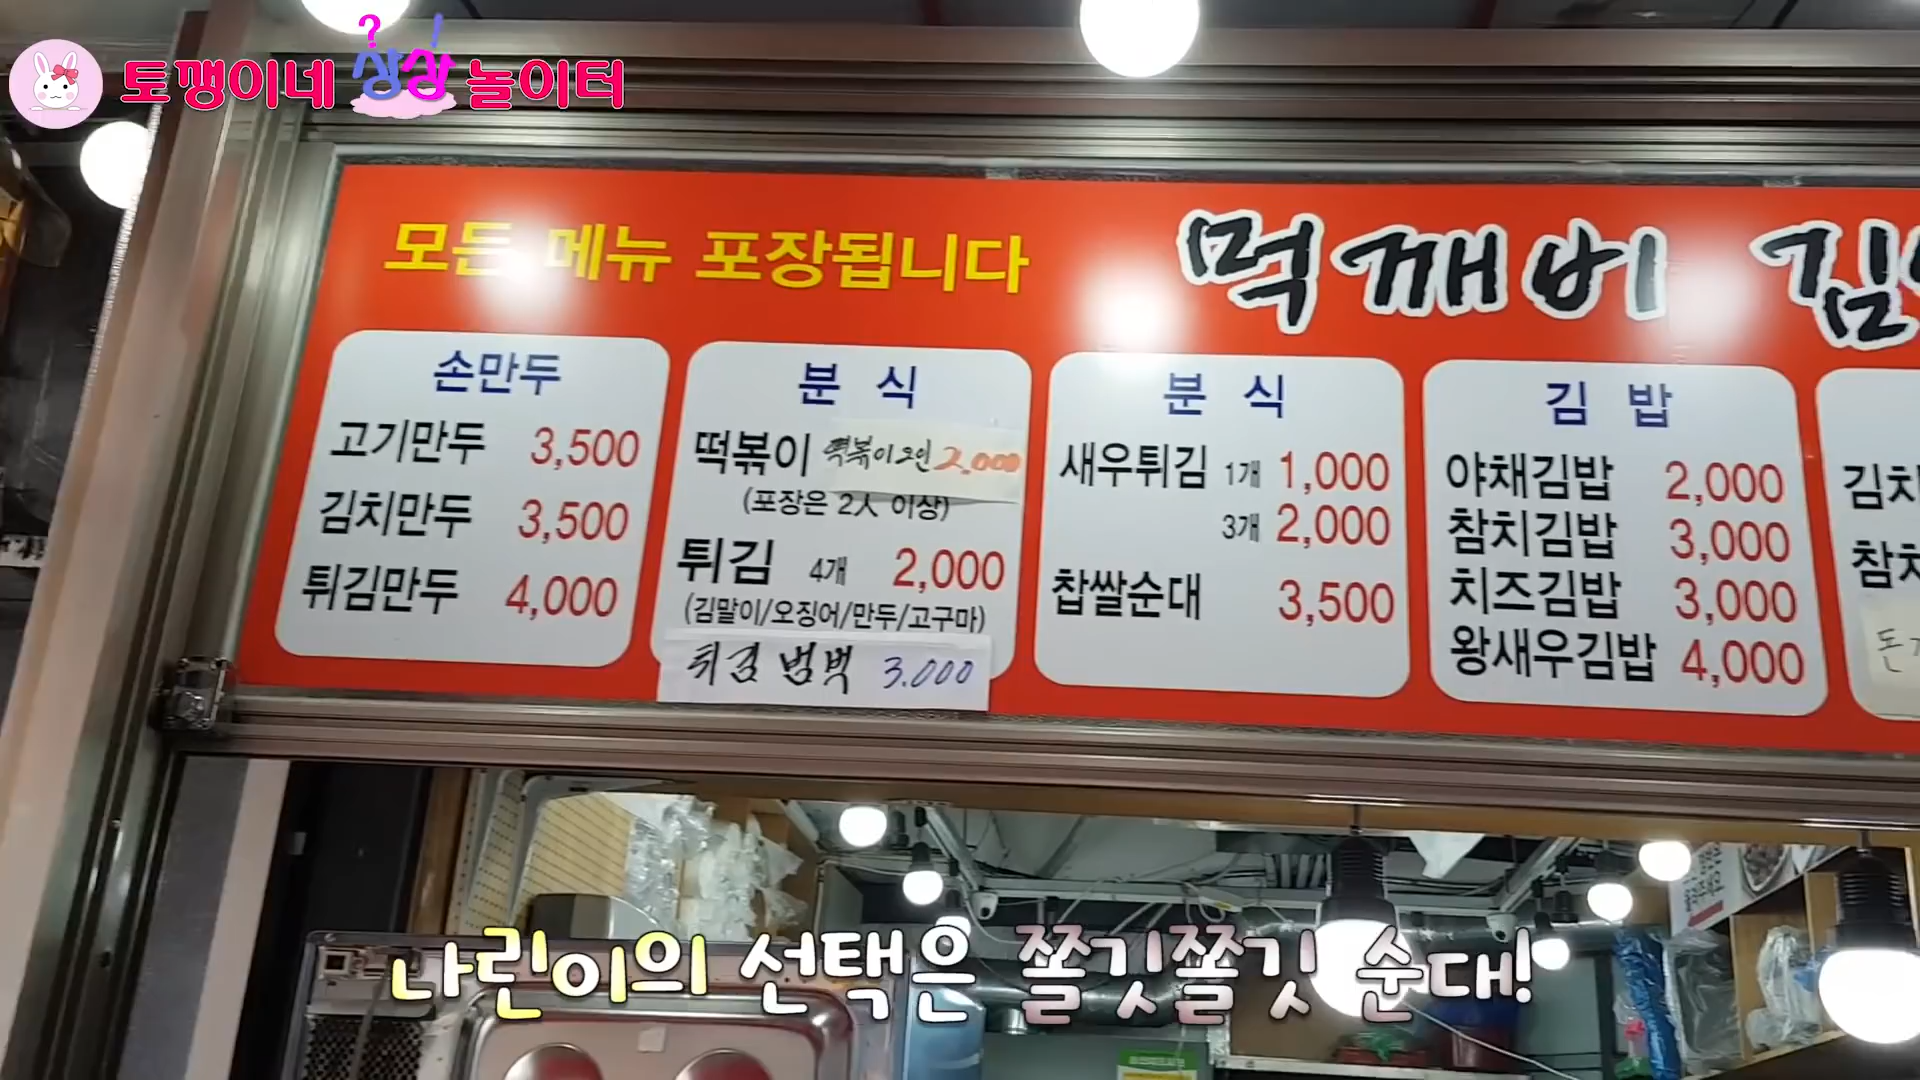 토깽이네 상상 놀이터
모든 메뉴 포장됩니다
먹깨비 김
손만두
고기만두 3,500
김치만두 3,500
튀김만두 4,000
분식
떡볶이 떡볶이2인 2,000
(포장은 2人 이상)
튀김 4개 2,000
(김말이/오징어/만두/고구마)
튀김범벅 3.000
분식
새우튀김 1개 1,000
3개 2,000
찹쌀순대 3,500
김밥
야채김밥 2,000
참치김밥 3,000
치즈김밥 3,000
왕새우김밥 4,000
김치
참치
돈
나린이의 선택은 쫄깃쫄깃 순대!